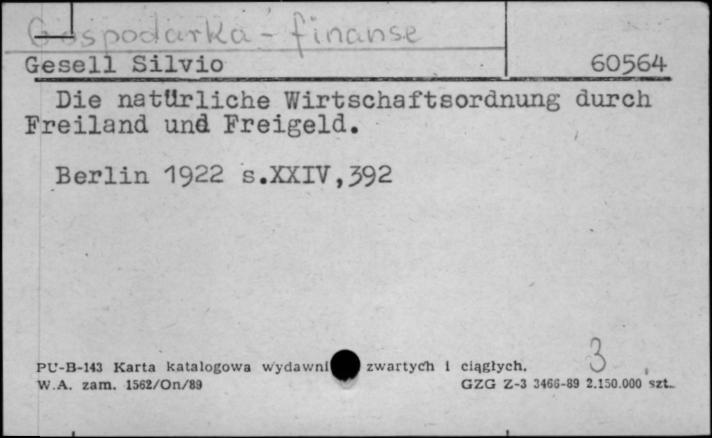 Gospodarka - finanse
Gesell Silvio 60564
Die natürliche Wirtschaftsordnung durch
Freiland und Freigeld.
Berlin 1922 s.XXIV,392
3
PU-B-143 Karta katalogowa wydawni zwartych i ciągłych.
W.A. zam. 1562/On/89 GZG Z-3 3466-89 2.150.000 szt.